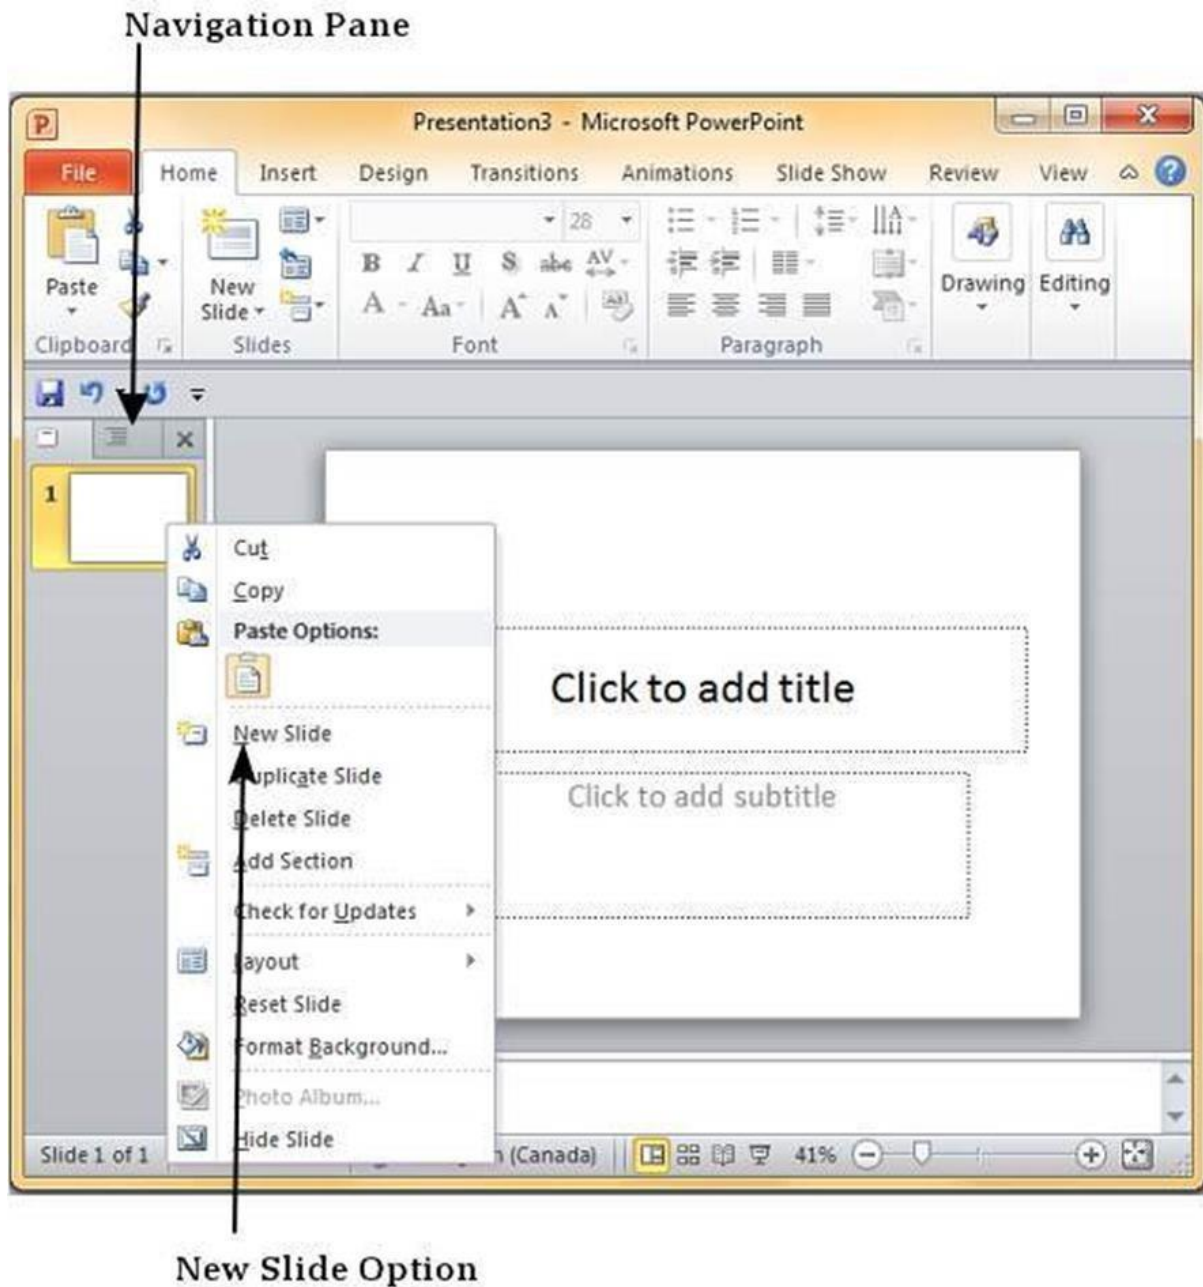 Navigation Pane
Presentation3 - Microsoft PowerPoint
File Home Insert Design Transitions Animations Slide Show Review View
28
B I U S abc AV
A Aa A A
Paste
New Slide
Drawing Editing
Clipboard Slides Font Paragraph
1
Cut
Copy
Paste Options:
New Slide
Duplicate Slide
Delete Slide
Add Section
Check for Updates
Layout
Reset Slide
Format Background...
Photo Album...
Hide Slide
Click to add title
Click to add subtitle
Slide 1 of 1
(Canada)
41%
New Slide Option